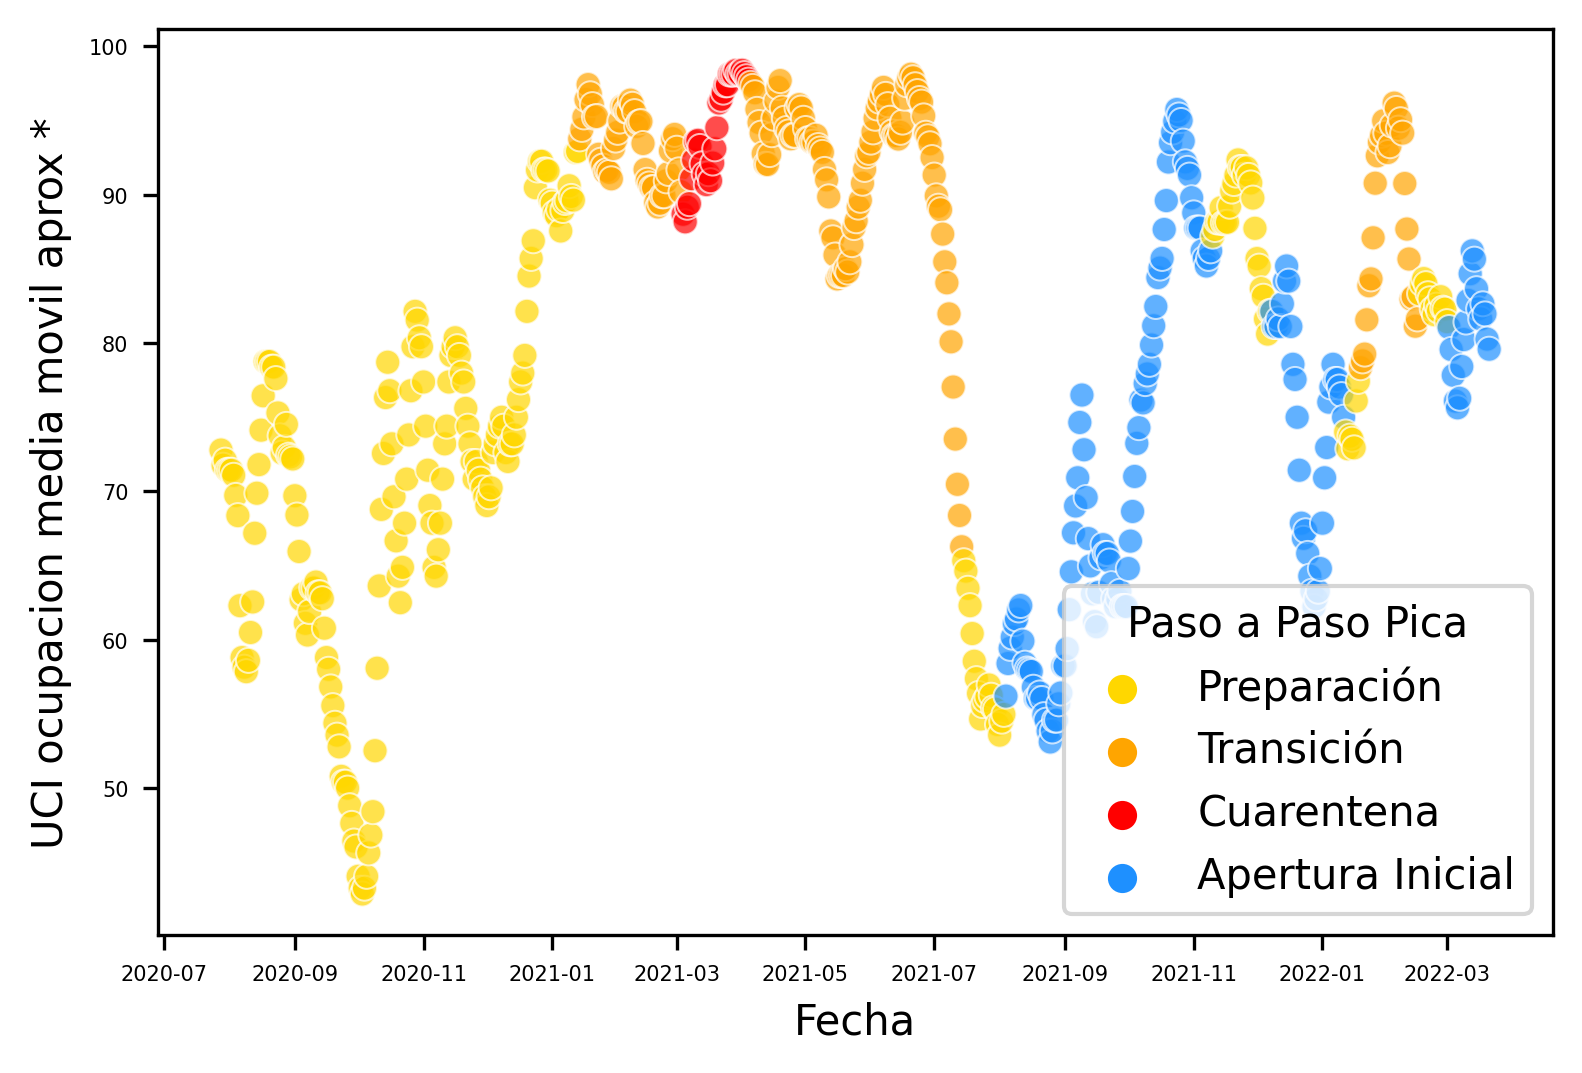 100
90
80
70
60
50
UCI ocupacion media movil aprox *
Paso a Paso Pica
Preparación
Transición
Cuarentena
Apertura Inicial
2020-07 2020-09 2020-11 2021-01 2021-03 2021-05 2021-07 2021-09 2021-11 2022-01 2022-03
Fecha